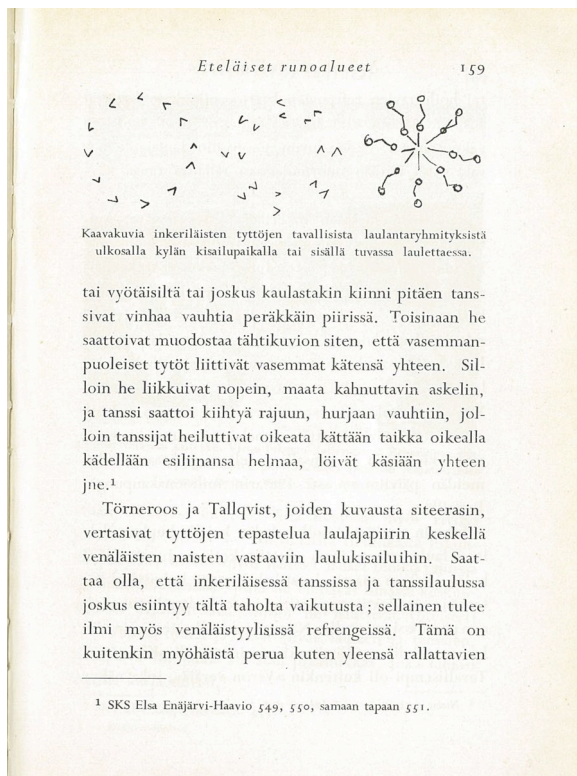 Eteläiset runoalueet 159
Kaavakuvia inkeriläisten tyttöjen tavallisista laulantaryhmityksistä
ulkosalla kylän kisailupaikalla tai sisällä tuvassa laulettaessa.
tai vyötäisiltä tai joskus kaulastakin kiinni pitäen tans-
sivat vinhaa vauhtia peräkkäin piirissä. Toisinaan he
saattoivat muodostaa tähtikuvion siten, että vasemman-
puoleiset tytöt liittivät vasemmat kätensä yhteen. Sil-
loin he liikkuivat nopein, maata kahnuttavin askelin,
ja tanssi saattoi kiihtyä rajuun, hurjaan vauhtiin, jol-
loin tanssijat heiluttivat oikeata kättään taikka oikealla
kädellään esiliinansa helmaa, löivät käsiään yhteen
jne.¹
Törneroos ja Tallqvist, joiden kuvausta siteerasin,
vertasivat tyttöjen tepastelua laulajapiirin keskellä
venäläisten naisten vastaaviin laulukisailuihin. Saat-
taa olla, että inkeriläisessä tanssissa ja tanssilaulussa
joskus esiintyy tältä taholta vaikutusta; sellainen tulee
ilmi myös venäläistyylisissä refrengeissä. Tämä on
kuitenkin myöhäistä perua kuten yleensä rallattavien
¹ SKS Elsa Enäjärvi-Haavio 549, 550, samaan tapaan 551.